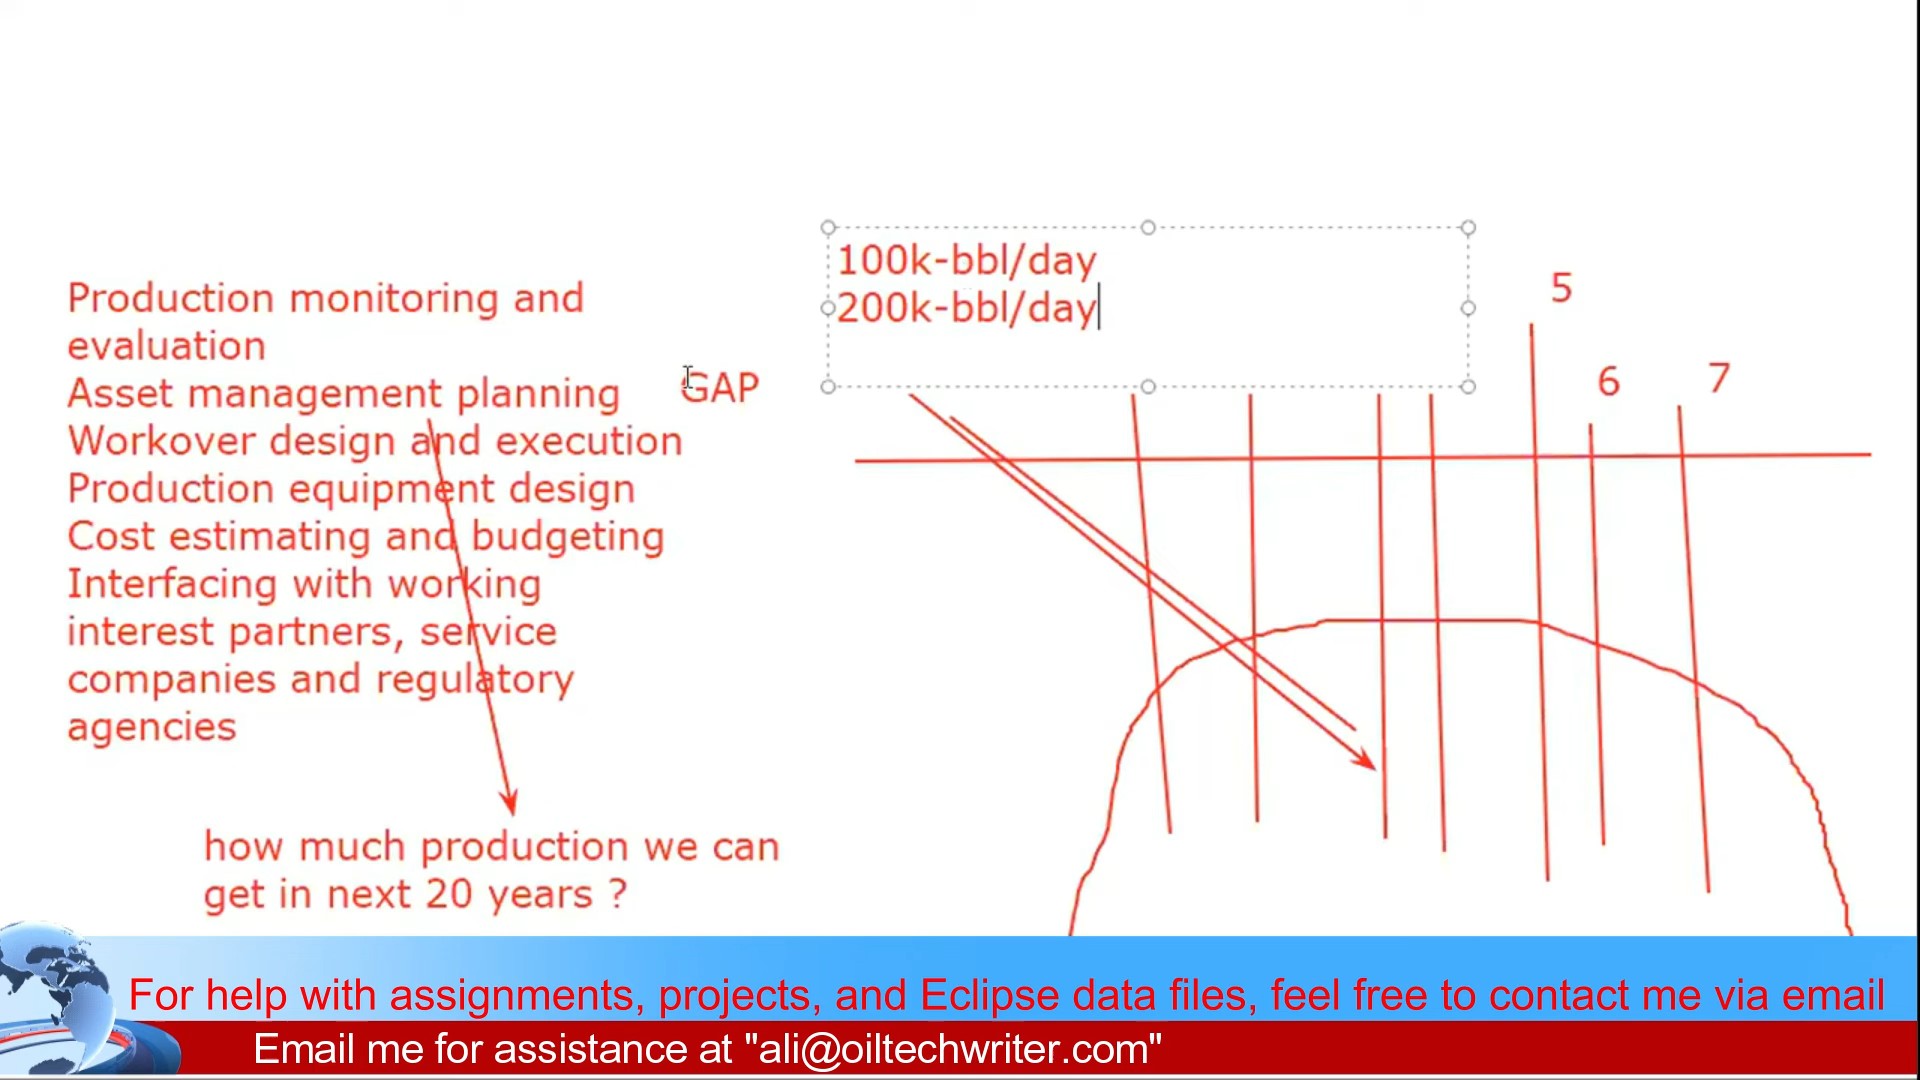 100k-bbl/day
200k-bbl/day
5
6
7
Production monitoring and
evaluation
Asset management planning
GAP
Workover design and execution
Production equipment design
Cost estimating and budgeting
Interfacing with working
interest partners, service
companies and regulatory
agencies
how much production we can
get in next 20 years ?
For help with assignments, projects, and Eclipse data files, feel free to contact me via email
Email me for assistance at "ali@oiltechwriter.com"